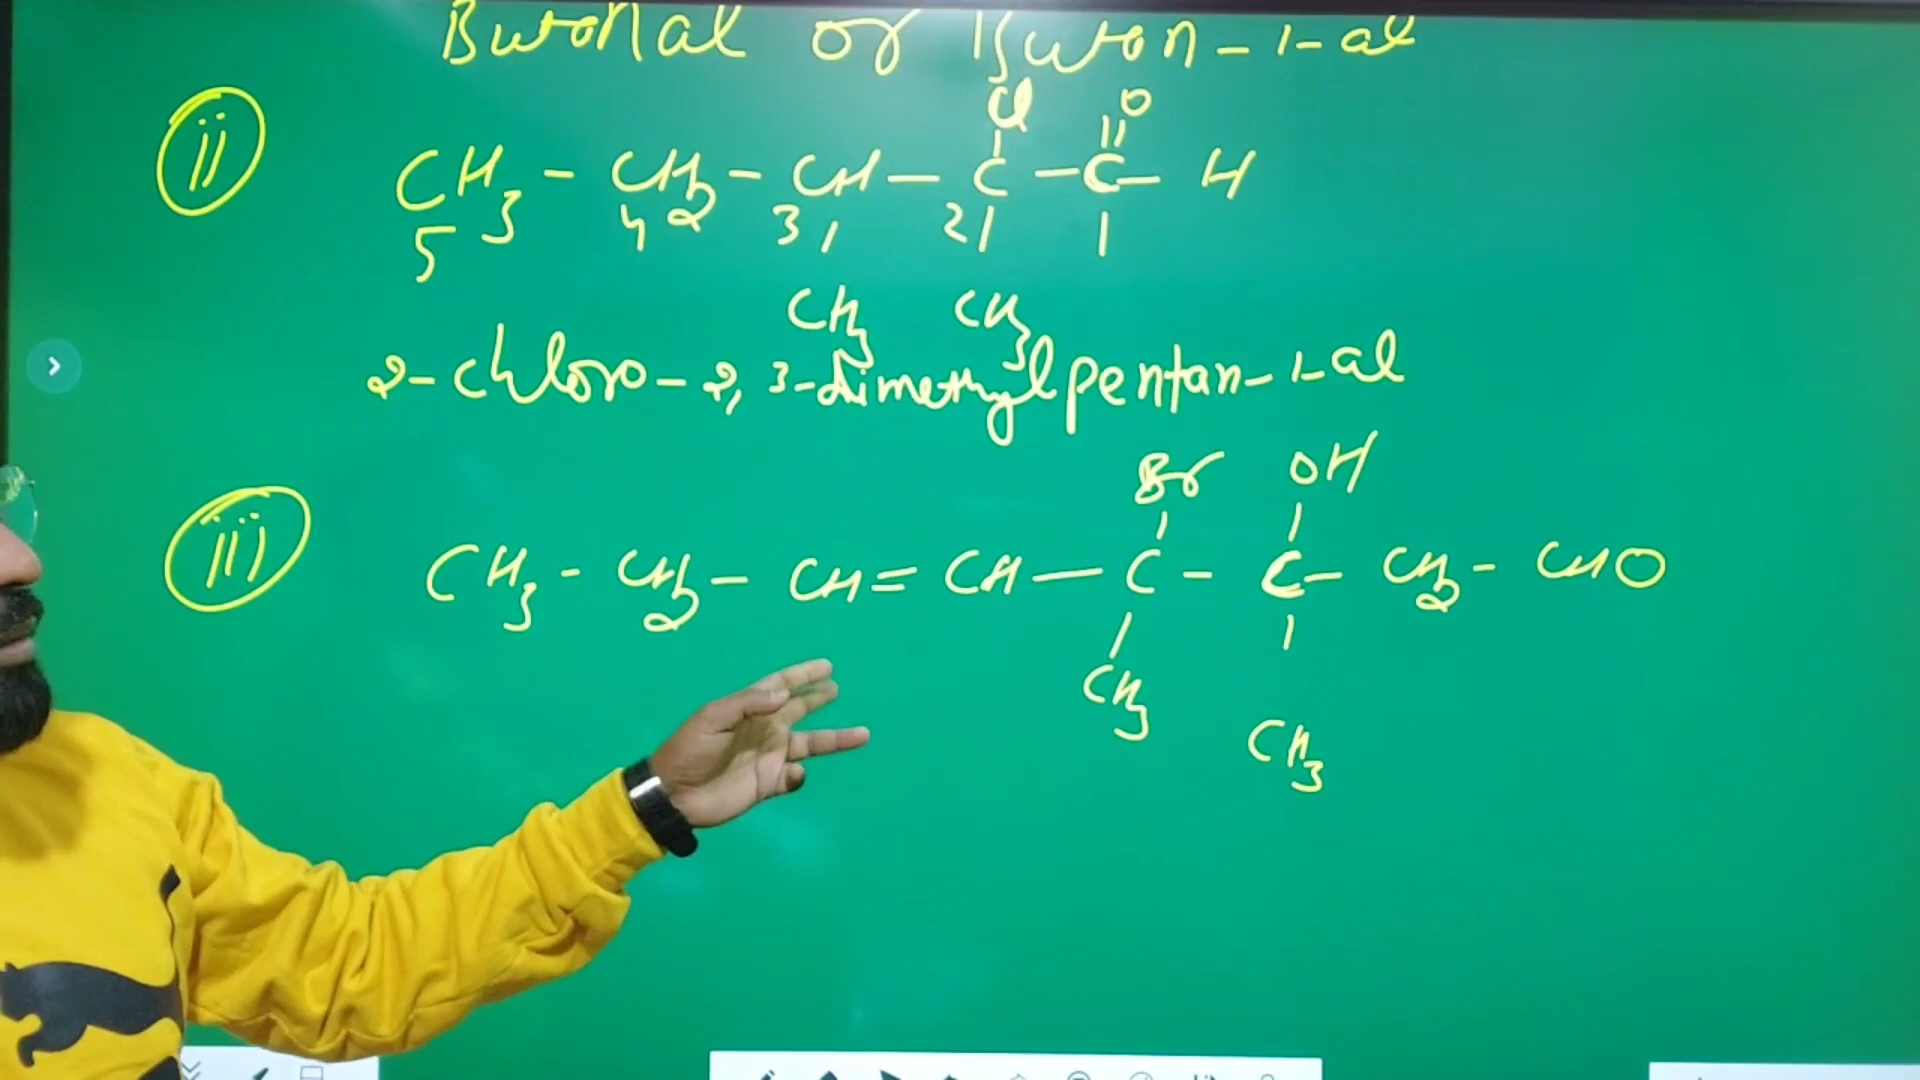 Butanal or Butan-1-al
ii
Cl O
CH3 - CH2 - CH - C - C - H
5 4 3 2 1
CH3 CH3
2-chloro-2,3-dimethylpentan-1-al
Br OH
iii CH3 - CH2 - CH = CH - C - C - CH2 - CHO
CH3
CH3